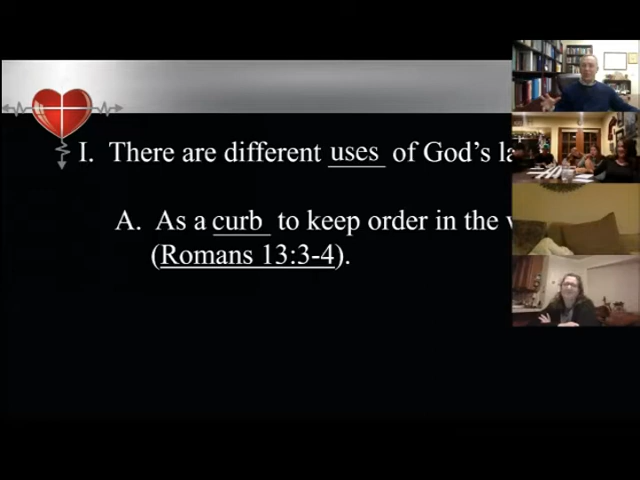 I. There are different uses of God's
A. As a curb to keep order in the
(Romans 13:3-4).